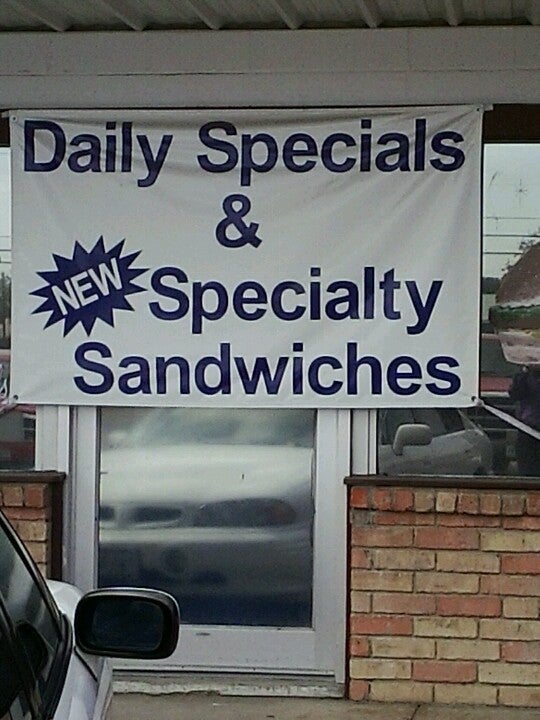 Daily Specials
&
NEW Specialty
Sandwiches